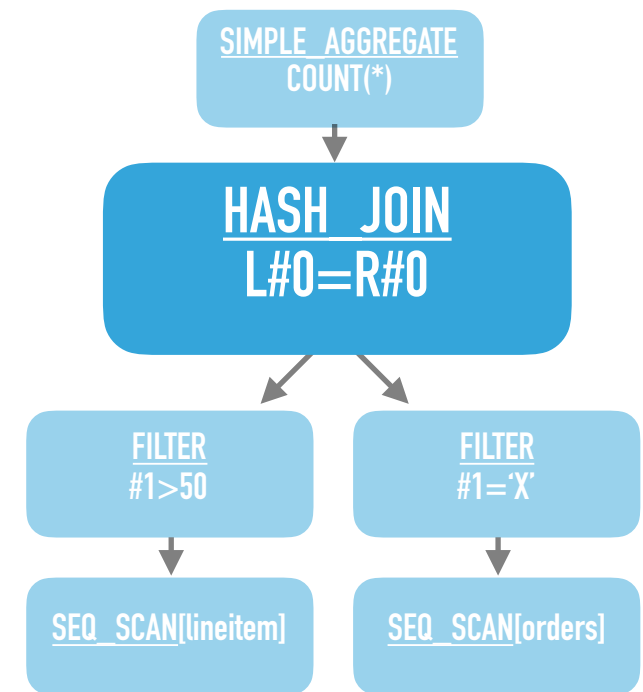 SIMPLE_AGGREGATE
COUNT(*)
HASH_JOIN
L#0=R#0
FILTER
#1>50
FILTER
#1=‘X’
SEQ_SCAN[lineitem]
SEQ_SCAN[orders]